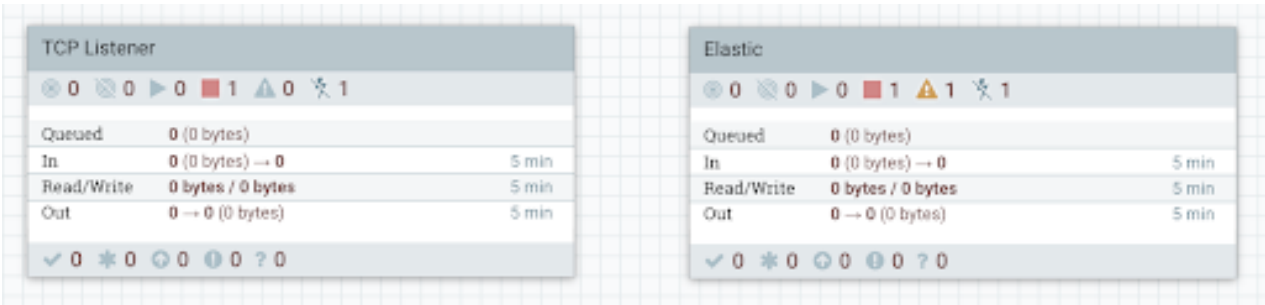 TCP Listener
0 0 0 1 0 1
Queued 0 (0 bytes)
In 0 (0 bytes) → 0 5 min
Read/Write 0 bytes / 0 bytes 5 min
Out 0 → 0 (0 bytes) 5 min
0 0 0 0 ? 0
Elastic
0 0 0 1 1 1
Queued 0 (0 bytes)
In 0 (0 bytes) → 0 5 min
Read/Write 0 bytes / 0 bytes 5 min
Out 0 → 0 (0 bytes) 5 min
0 0 0 0 ? 0